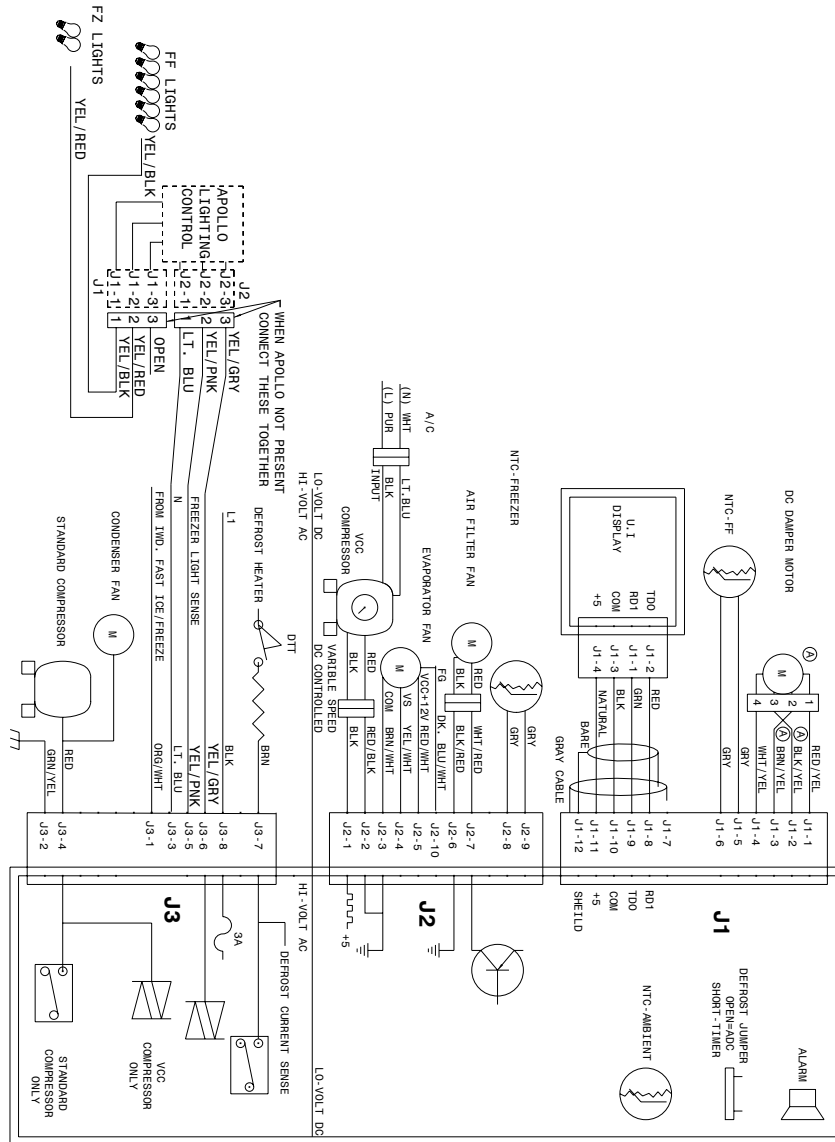 DC DAMPER MOTOR
M
A
1
2
3
4
A
A
RED/YEL
BLK/YEL
BRN/YEL
WHT/YEL
NTC-FF
GRY
GRY
U.I
DISPLAY
TDO
RD1
COM
+5
J1-2
J1-1
J1-3
J1-4
RED
GRN
BLK
NATURAL
BARE
GRAY CABLE
J1-1
J1-2
J1-3
J1-4
J1-5
J1-6
J1-7
J1-8
J1-9
J1-10
J1-11
J1-12
RD1
TDO
COM
+5
SHEILD
J1
ALARM
DEFROST JUMPER
OPEN=ADC
SHORT-TIMER
NTC-AMBIENT
NTC-FREEZER
GRY
GRY
AIR FILTER FAN
M
RED
BLK
WHT/RED
BLK/RED
EVAPORATOR FAN
M
FG
VCC+12V
VS
COM
DK. BLU/WHT
RED/WHT
YEL/WHT
BRN/WHT
A/C
(N) WHT
(L) PUR
LT.BLU
BLK
INPUT
VCC
COMPRESSOR
RED
BLK
RED/BLK
BLK
VARIBLE SPEED
DC CONTROLLED
J2-9
J2-8
J2-7
J2-6
J2-10
J2-5
J2-4
J2-3
J2-2
J2-1
J2
+5
LO-VOLT DC
HI-VOLT AC
LO-VOLT DC
HI-VOLT AC
DEFROST HEATER
DTT
BRN
L1
BLK
FREEZER LIGHT SENSE
YEL/GRY
YEL/PNK
N
LT. BLU
FROM IWD. FAST ICE/FREEZE
ORG/WHT
CONDENSER FAN
M
STANDARD COMPRESSOR
RED
GRN/YEL
J3-7
J3-8
J3-6
J3-5
J3-3
J3-1
J3-4
J3-2
J3
DEFROST CURRENT SENSE
3A
VCC
COMPRESSOR
ONLY
STANDARD
COMPRESSOR
ONLY
WHEN APOLLO NOT PRESENT
CONNECT THESE TOGETHER
APOLLO
LIGHTING
CONTROL
J2
J2-3
J2-2
J2-1
3
2
YEL/GRY
YEL/PNK
LT. BLU
J1-3
J1-2
J1-1
J1
3
2
1
OPEN
YEL/RED
YEL/BLK
FF LIGHTS
YEL/BLK
FZ LIGHTS
YEL/RED